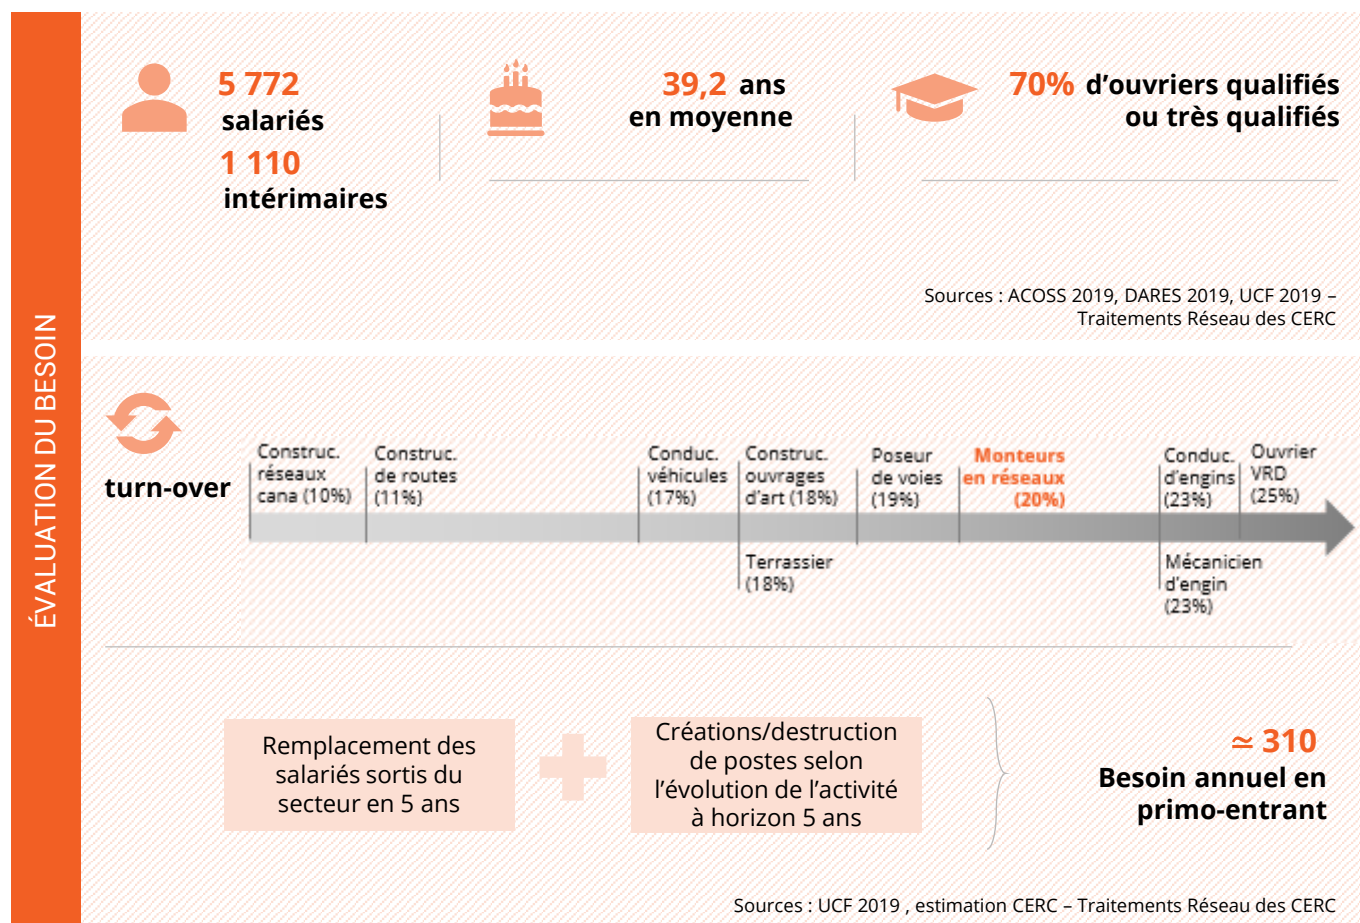 ÉVALUATION DU BESOIN
5 772
salariés
1 110
intérimaires
39,2 ans
en moyenne
70% d’ouvriers qualifiés
ou très qualifiés
Sources : ACOSS 2019, DARES 2019, UCF 2019 –
Traitements Réseau des CERC
turn-over
Construc.
réseaux
cana (10%)
Construc.
de routes
(11%)
Conduc.
véhicules
(17%)
Construc.
ouvrages
d'art (18%)
Terrassier
(18%)
Poseur
de voies
(19%)
Monteurs
en réseaux
(20%)
Conduc.
d'engins
(23%)
Mécanicien
d'engin
(23%)
Ouvrier
VRD
(25%)
Remplacement des
salariés sortis du
secteur en 5 ans
Créations/destruction
de postes selon
l’évolution de l’activité
à horizon 5 ans
≃ 310
Besoin annuel en
primo-entrant
Sources : UCF 2019 , estimation CERC – Traitements Réseau des CERC